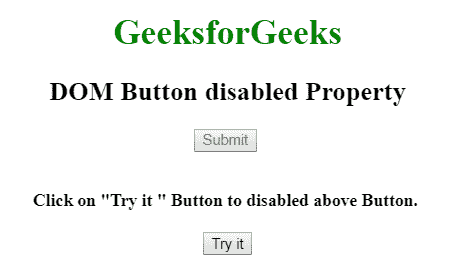 GeeksforGeeks
DOM Button disabled Property
Submit
Click on "Try it " Button to disabled above Button.
Try it